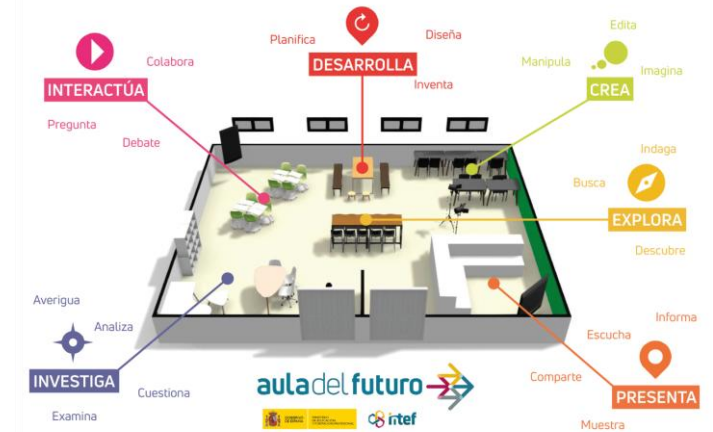 Colabora
INTERACTÚA
Pregunta
Debate
Planifica
Diseña
DESARROLLA
Inventa
Edita
Manipula
Imagina
CREA
Indaga
Busca
EXPLORA
Descubre
Averigua
Analiza
INVESTIGA
Cuestiona
Examina
Informa
Escucha
Comparte
PRESENTA
Muestra
auladelfuturo
intef